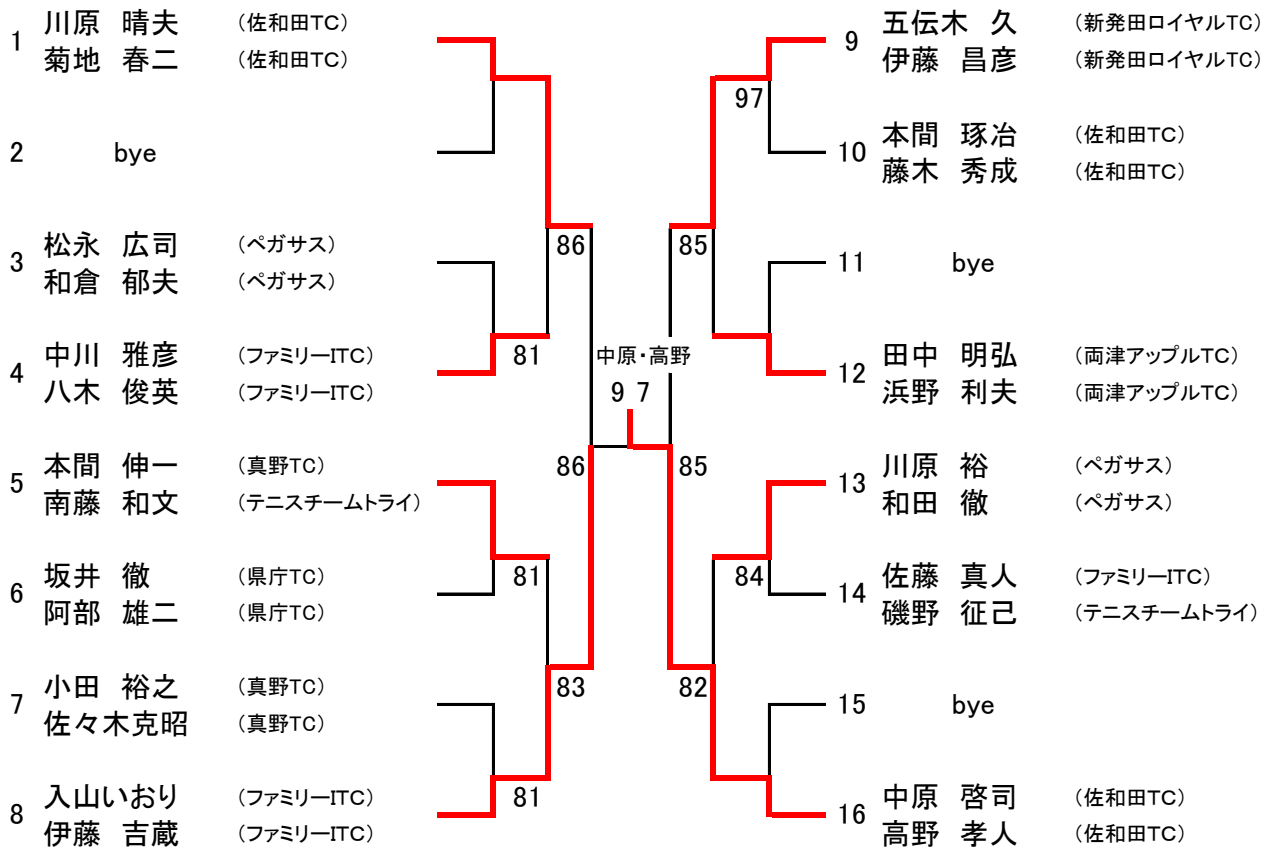 1 川原 晴夫 (佐和田TC)
菊地 春二 (佐和田TC)
2 bye
3 松永 広司 (ペガサス)
和倉 郁夫 (ペガサス)
4 中川 雅彦 (ファミリーITC)
八木 俊英 (ファミリーITC)
5 本間 伸一 (真野TC)
南藤 和文 (テニスチームトライ)
6 坂井 徹 (県庁TC)
阿部 雄二 (県庁TC)
7 小田 裕之 (真野TC)
佐々木克昭 (真野TC)
8 入山いおり (ファミリーITC)
伊藤 吉蔵 (ファミリーITC)
81
81
81
86
83
86
中原・高野
9 7
85
85
82
97
84
9 五伝木 久 (新発田ロイヤルTC)
伊藤 昌彦 (新発田ロイヤルTC)
10 本間 琢冶 (佐和田TC)
藤木 秀成 (佐和田TC)
11 bye
12 田中 明弘 (両津アップルTC)
浜野 利夫 (両津アップルTC)
13 川原 裕 (ペガサス)
和田 徹 (ペガサス)
14 佐藤 真人 (ファミリーITC)
磯野 征己 (テニスチームトライ)
15 bye
16 中原 啓司 (佐和田TC)
高野 孝人 (佐和田TC)